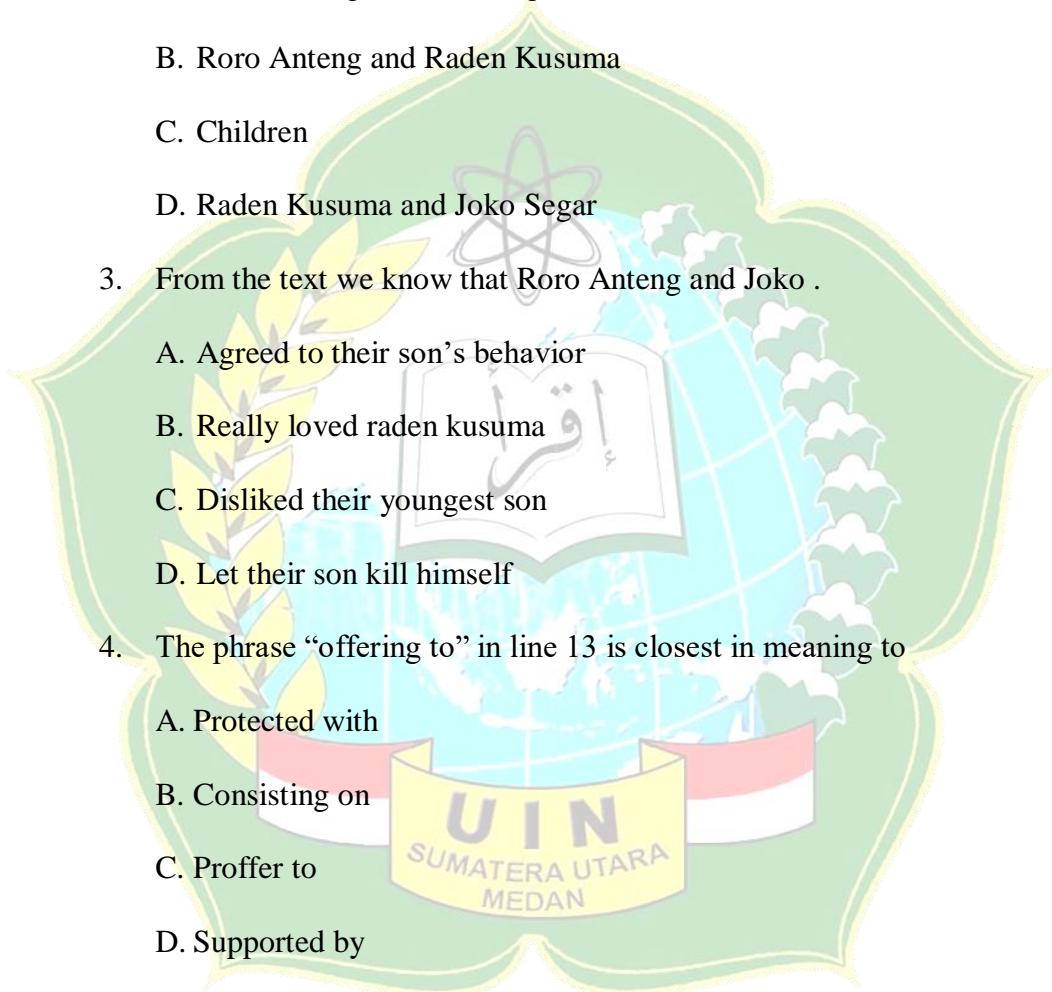 B. Roro Anteng and Raden Kusuma
C. Children
D. Raden Kusuma and Joko Segar
3. From the text we know that Roro Anteng and Joko .
A. Agreed to their son’s behavior
B. Really loved raden kusuma
C. Disliked their youngest son
D. Let their son kill himself
4. The phrase “offering to” in line 13 is closest in meaning to
A. Protected with
B. Consisting on
C. Proffer to
D. Supported by
إقرأ
UIN
SUMATERA UTARA
MEDAN